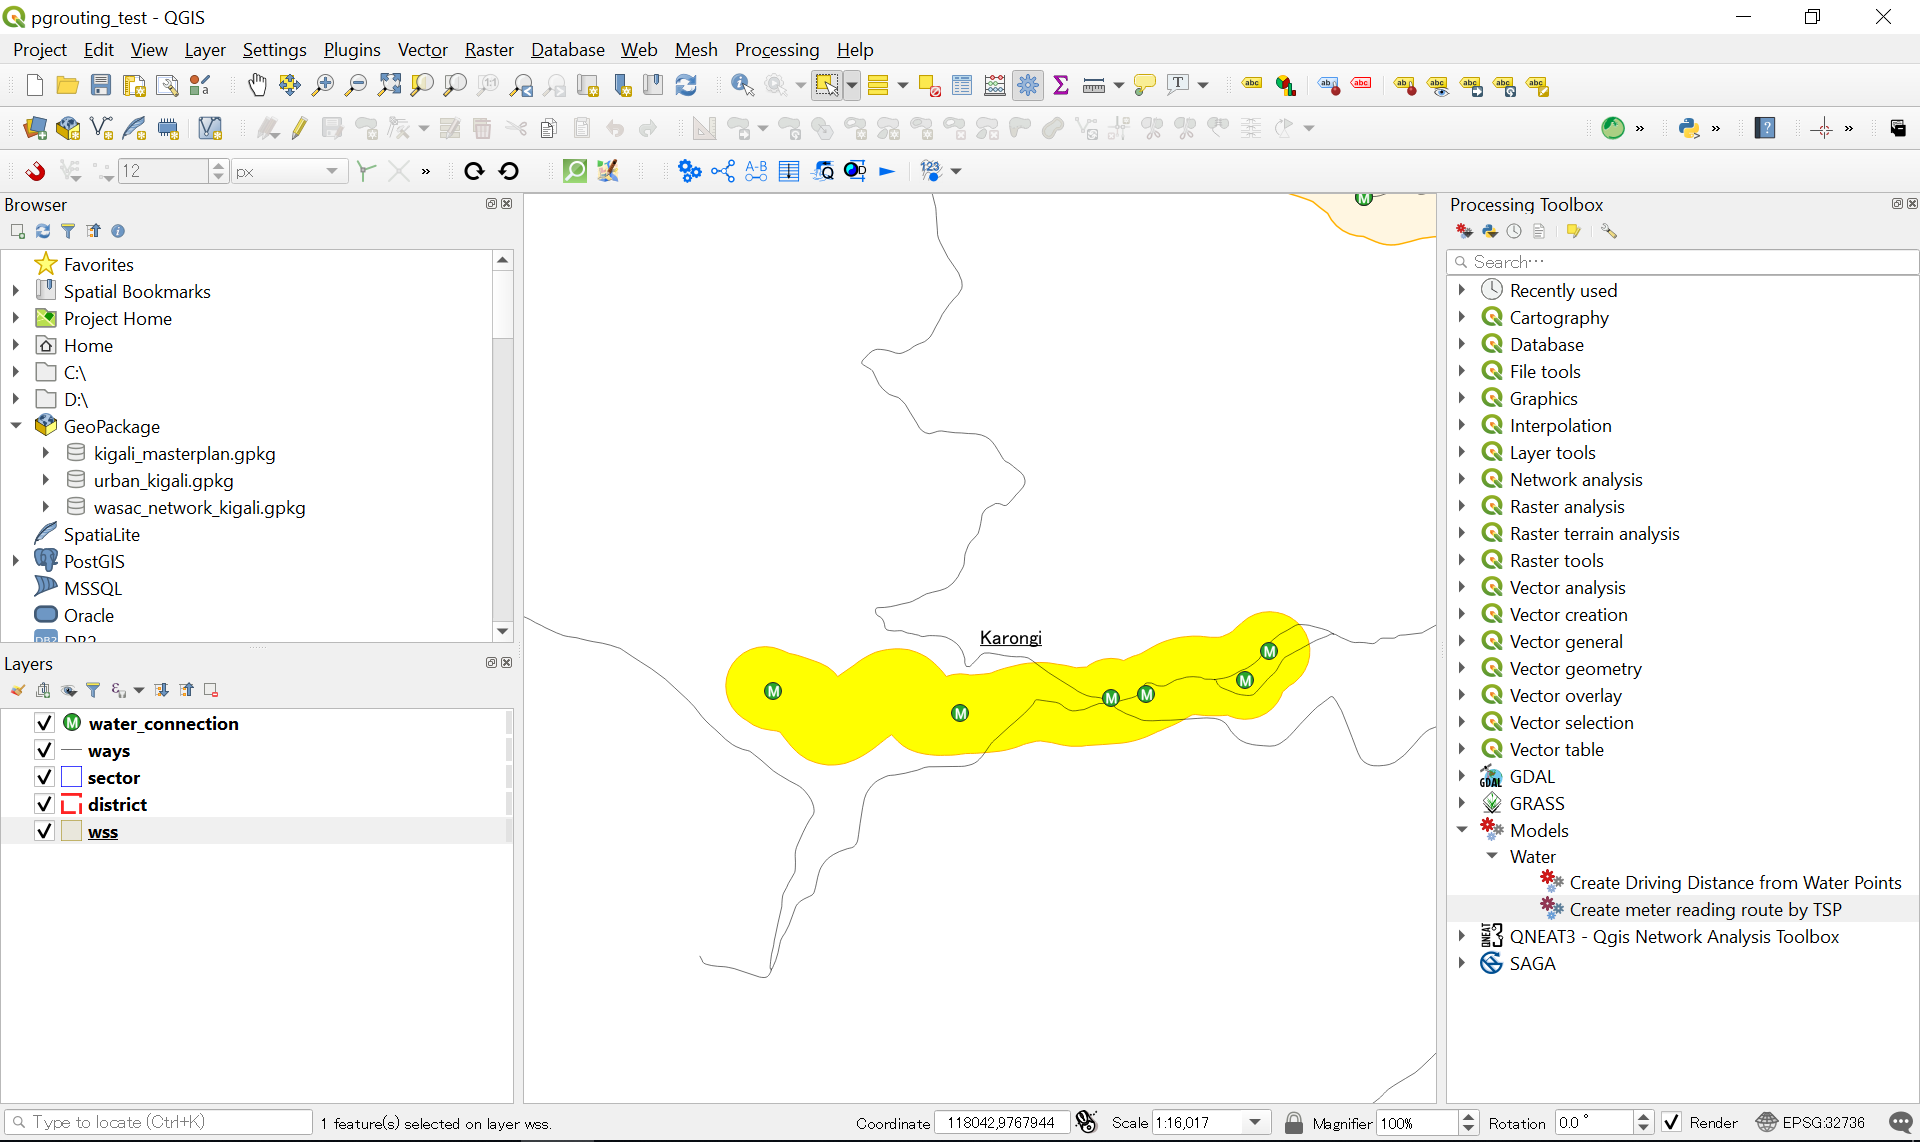 pgrouting_test - QGIS
Project Edit View Layer Settings Plugins Vector Raster Database Web Mesh Processing Help
12 px
Browser
Favorites
Spatial Bookmarks
Project Home
Home
C:\
D:\
GeoPackage
kigali_masterplan.gpkg
urban_kigali.gpkg
wasac_network_kigali.gpkg
SpatiaLite
PostGIS
MSSQL
Oracle
DB2
Layers
water_connection
ways
sector
district
wss
Karongi
Processing Toolbox
Search…
Recently used
Cartography
Database
File tools
Graphics
Interpolation
Layer tools
Network analysis
Raster analysis
Raster terrain analysis
Raster tools
Vector analysis
Vector creation
Vector general
Vector geometry
Vector overlay
Vector selection
Vector table
GDAL
GRASS
Models
Water
Create Driving Distance from Water Points
Create meter reading route by TSP
QNEAT3 - Qgis Network Analysis Toolbox
SAGA
Type to locate (Ctrl+K) 1 feature(s) selected on layer wss. Coordinate 118042,9767944 Scale 1:16,017 Magnifier 100% Rotation 0.0 ° Render EPSG:32736